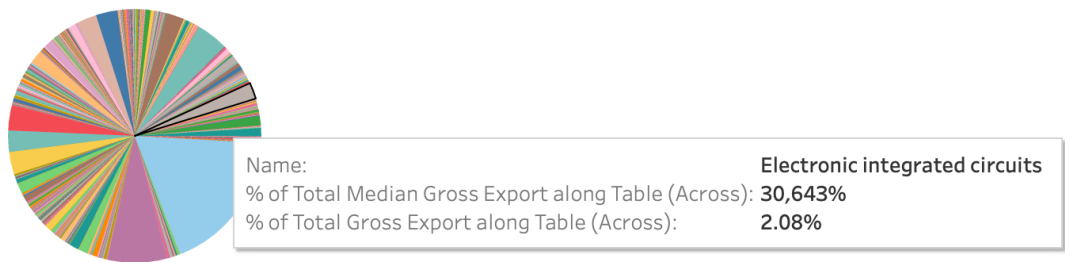 Name: Electronic integrated circuits
% of Total Median Gross Export along Table (Across): 30,643%
% of Total Gross Export along Table (Across): 2.08%